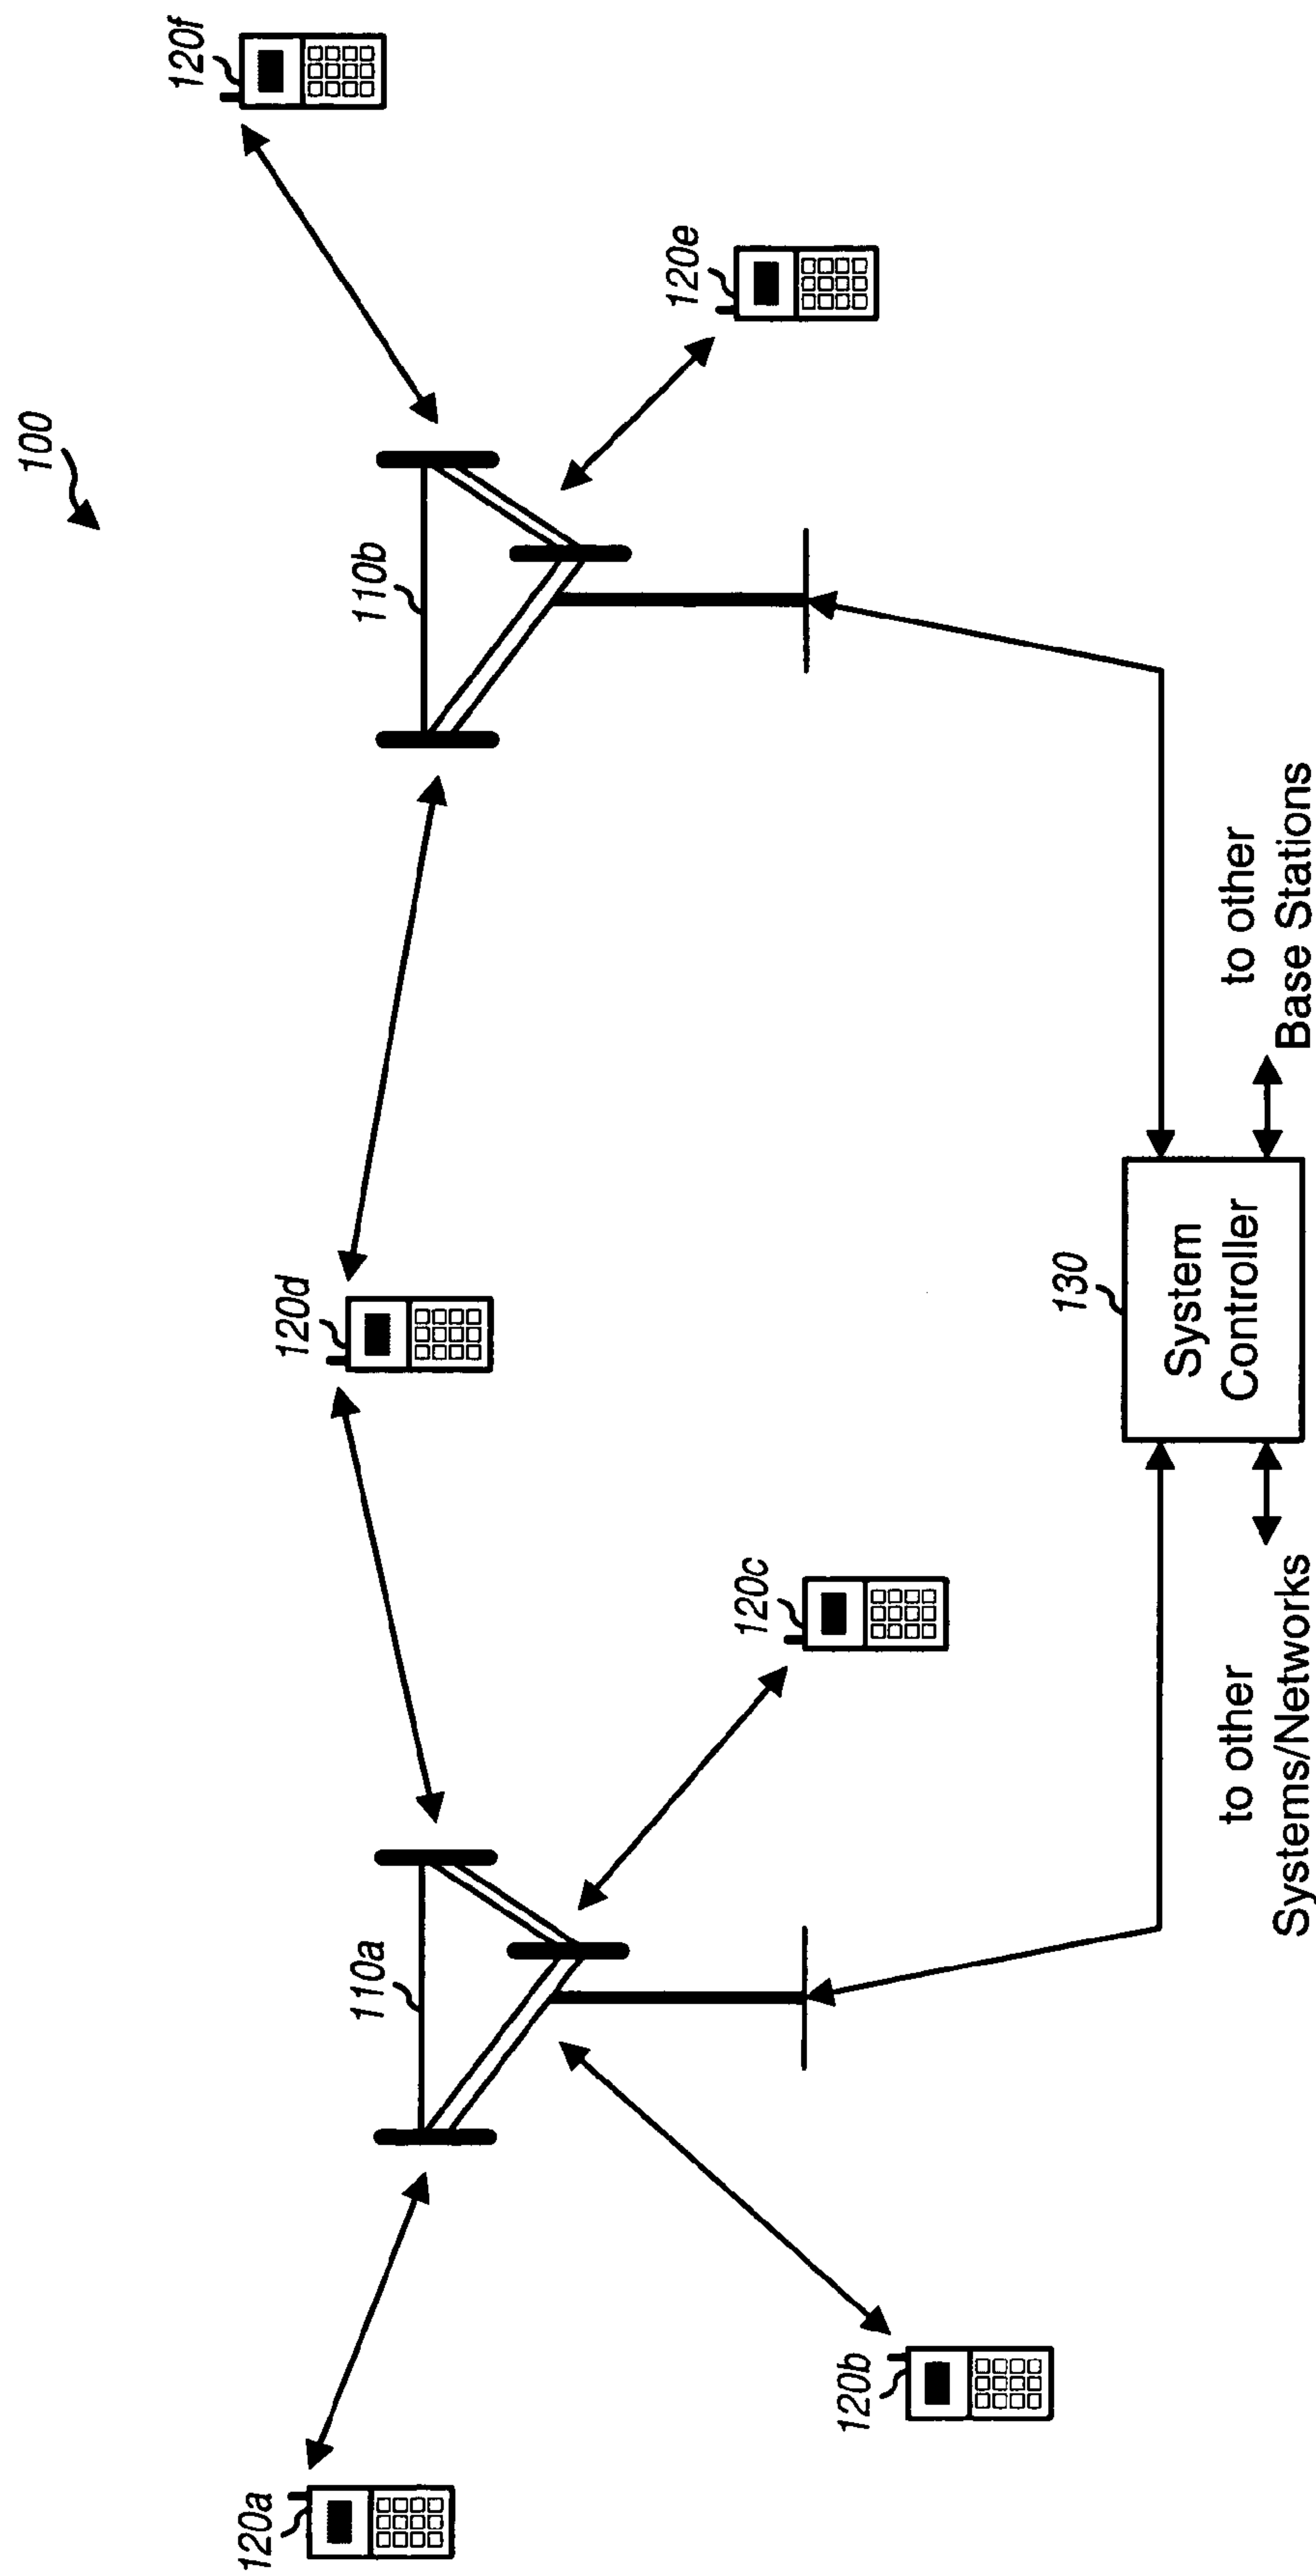 100
120f
110b
120e
120d
110a
120c
120a
120b
130
System
Controller
to other
Base Stations
to other
Systems/Networks